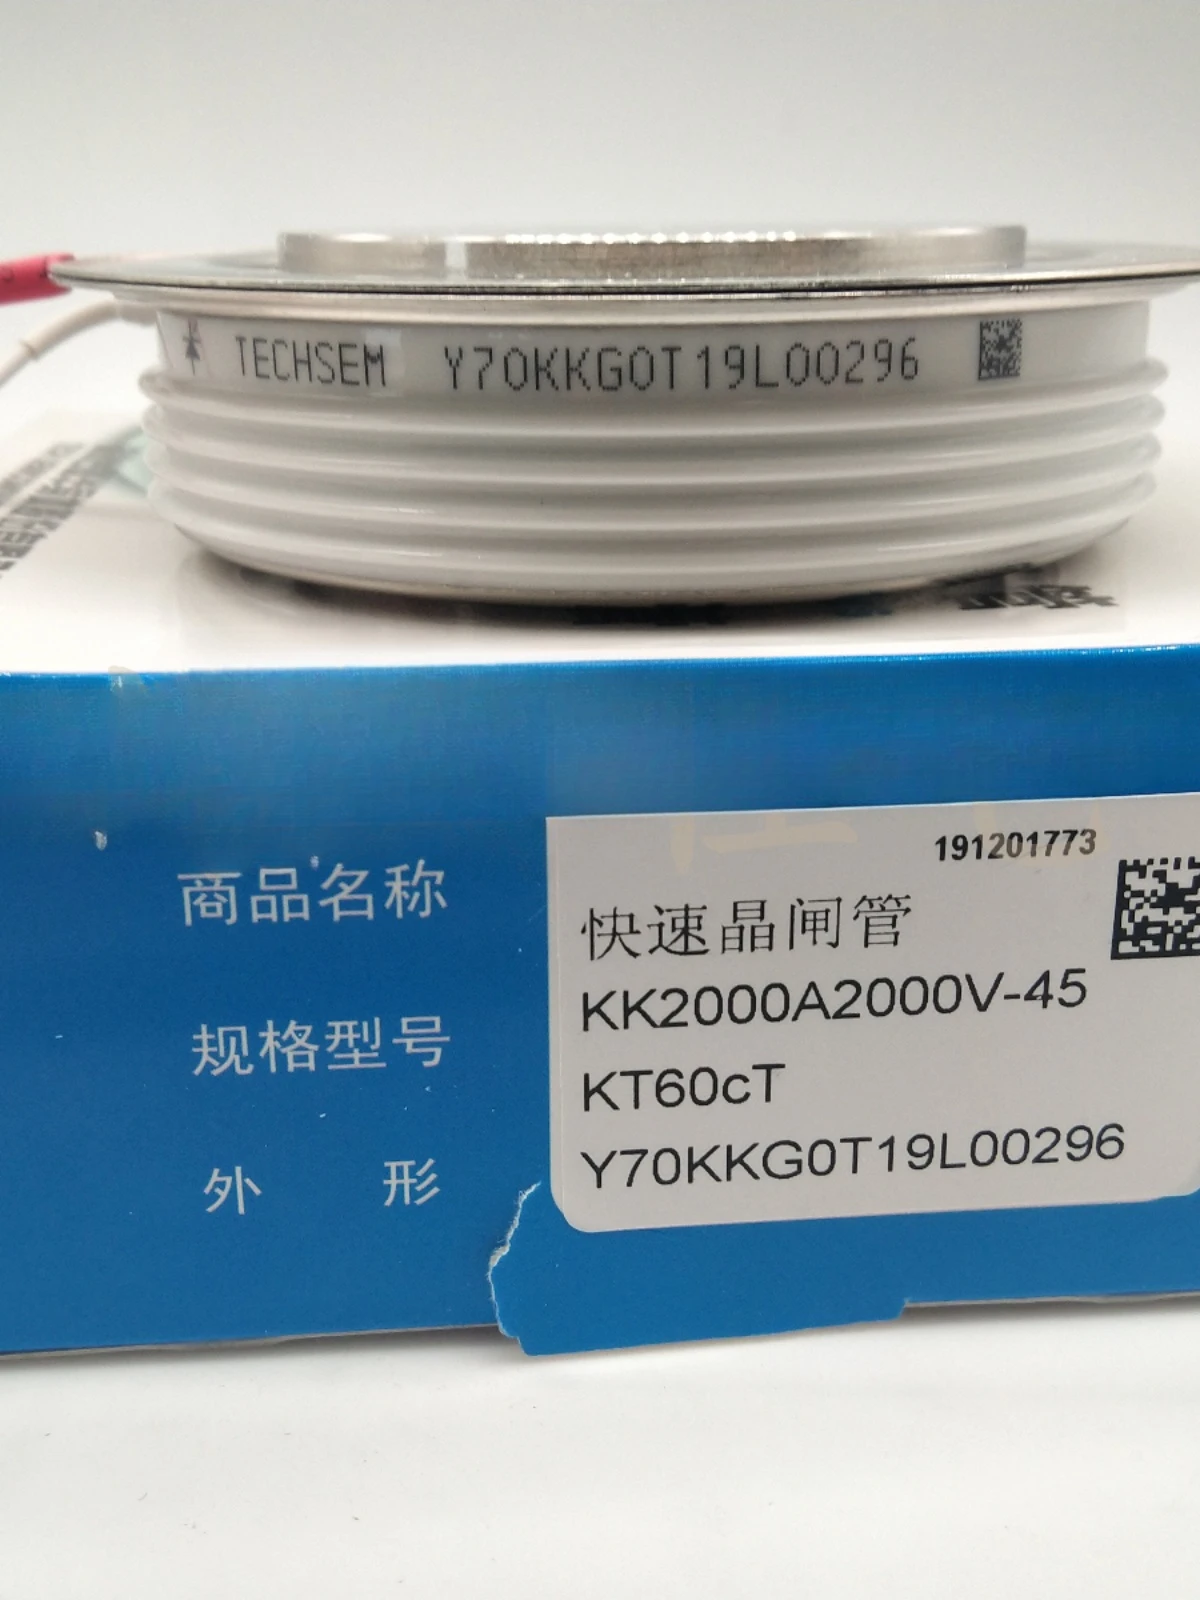 TECHSEM Y70KKG0T19L00296
191201773
商品名称
快速晶闸管
规格型号
KK2000A2000V-45
KT60cT
外 形
Y70KKG0T19L00296